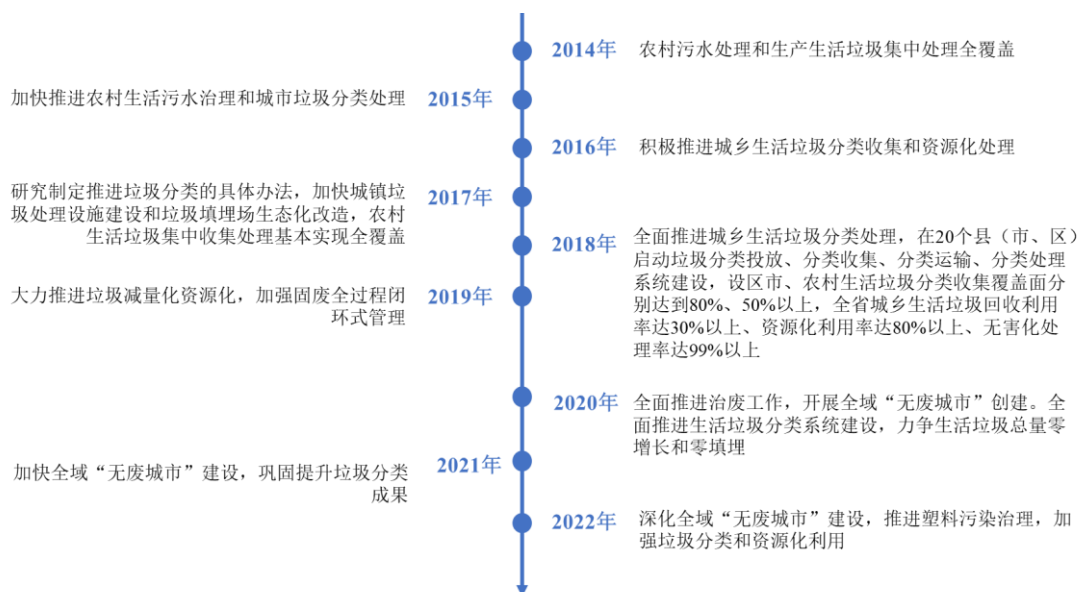 2014年
农村污水处理和生产生活垃圾集中处理全覆盖
2015年
加快推进农村生活污水治理和城市垃圾分类处理
2016年
积极推进城乡生活垃圾分类收集和资源化处理
2017年
研究制定推进垃圾分类的具体办法，加快城镇垃
圾处理设施建设和垃圾填埋场生态化改造，农村
生活垃圾集中收集处理基本实现全覆盖
2018年
全面推进城乡生活垃圾分类处理，在20个县（市、区）
启动垃圾分类投放、分类收集、分类运输、分类处理
系统建设，设区市、农村生活垃圾分类收集覆盖面分
别达到80%、50%以上，全省城乡生活垃圾回收利用
率达30%以上、资源化利用率达80%以上、无害化处
理率达99%以上
2019年
大力推进垃圾减量化资源化，加强固废全过程闭
环式管理
2020年
全面推进治废工作，开展全域“无废城市”创建。全
面推进生活垃圾分类系统建设，力争生活垃圾总量零
增长和零填埋
2021年
加快全域“无废城市”建设，巩固提升垃圾分类
成果
2022年
深化全域“无废城市”建设，推进塑料污染治理，加
强垃圾分类和资源化利用